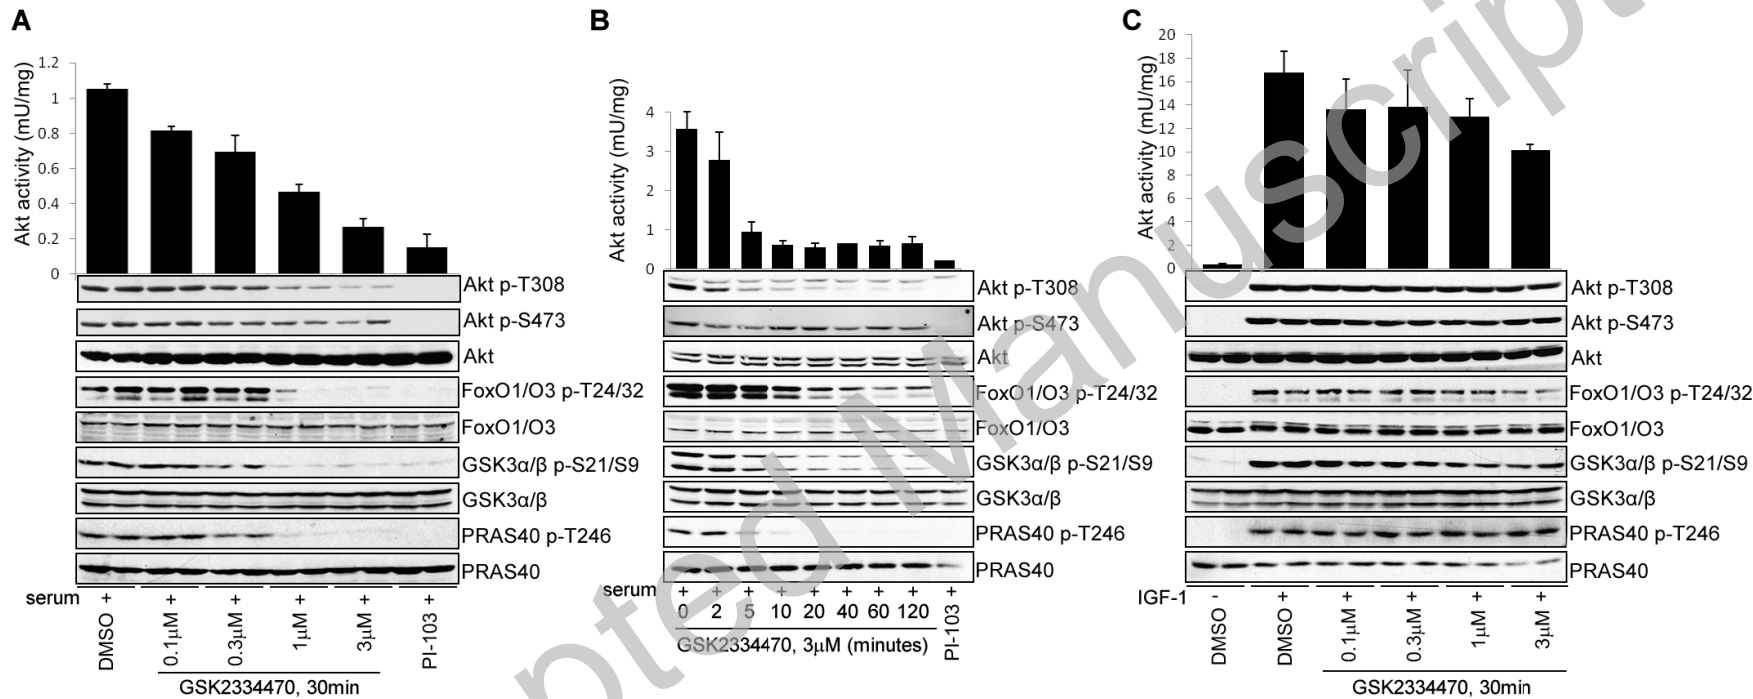 A
Akt activity (mU/mg)
1.2
1
0.8
0.6
0.4
0.2
0
Akt p-T308
Akt p-S473
Akt
FoxO1/O3 p-T24/32
FoxO1/O3
GSK3α/β p-S21/S9
GSK3α/β
PRAS40 p-T246
PRAS40
serum + + + + + +
DMSO 0.1µM 0.3µM 1µM 3µM PI-103
GSK2334470, 30min
B
Akt activity (mU/mg)
4
3
2
1
0
Akt p-T308
Akt p-S473
Akt
FoxO1/O3 p-T24/32
FoxO1/O3
GSK3α/β p-S21/S9
GSK3α/β
PRAS40 p-T246
PRAS40
serum + + + + + + + + +
0 2 5 10 20 40 60 120 PI-103
GSK2334470, 3µM (minutes)
C
Akt activity (mU/mg)
20
18
16
14
12
10
8
6
4
2
0
Akt p-T308
Akt p-S473
Akt
FoxO1/O3 p-T24/32
FoxO1/O3
GSK3α/β p-S21/S9
GSK3α/β
PRAS40 p-T246
PRAS40
IGF-1 - + + + + +
DMSO DMSO 0.1µM 0.3µM 1µM 3µM
GSK2334470, 30min
pted Manuscript